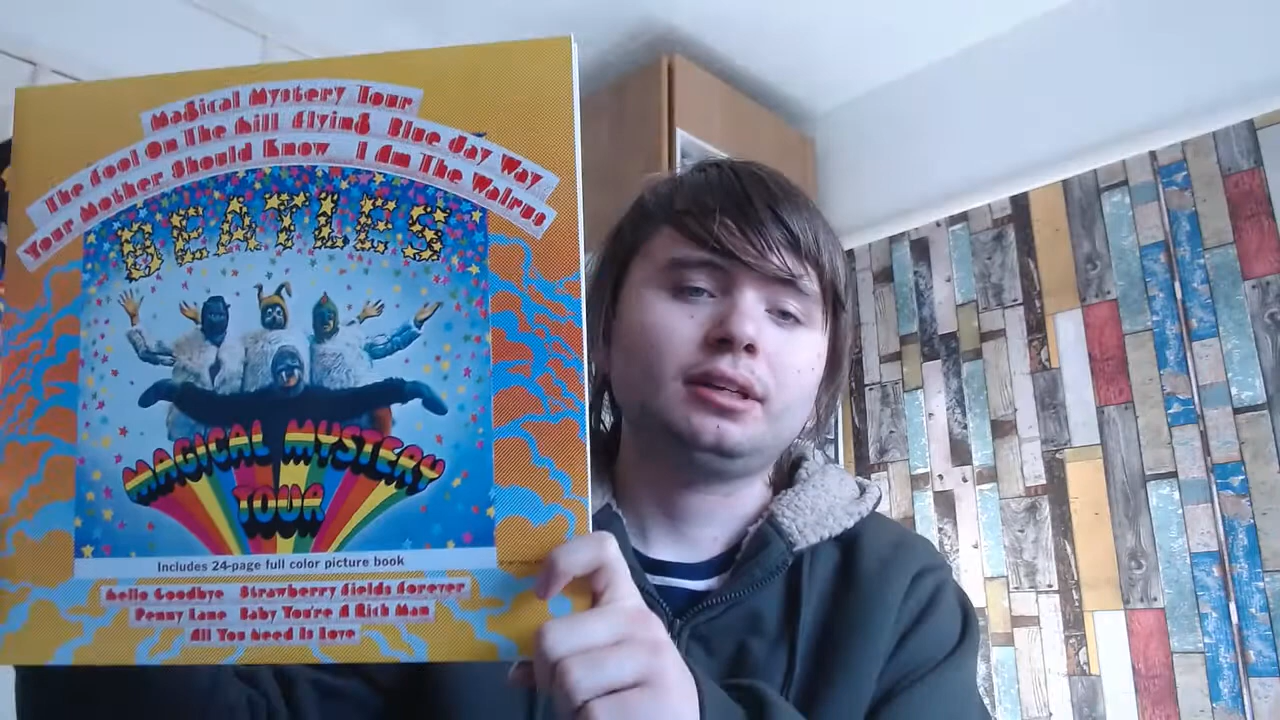 Magical Mystery Tour
The Fool On The Hill Flying Blue Jay Way
Your Mother Should Know I Am The Walrus
BEATLES
MAGICAL MYSTERY
TOUR
Includes 24-page full color picture book
Hello Goodbye Strawberry Fields Forever
Penny Lane Baby You're A Rich Man
All You Need Is Love